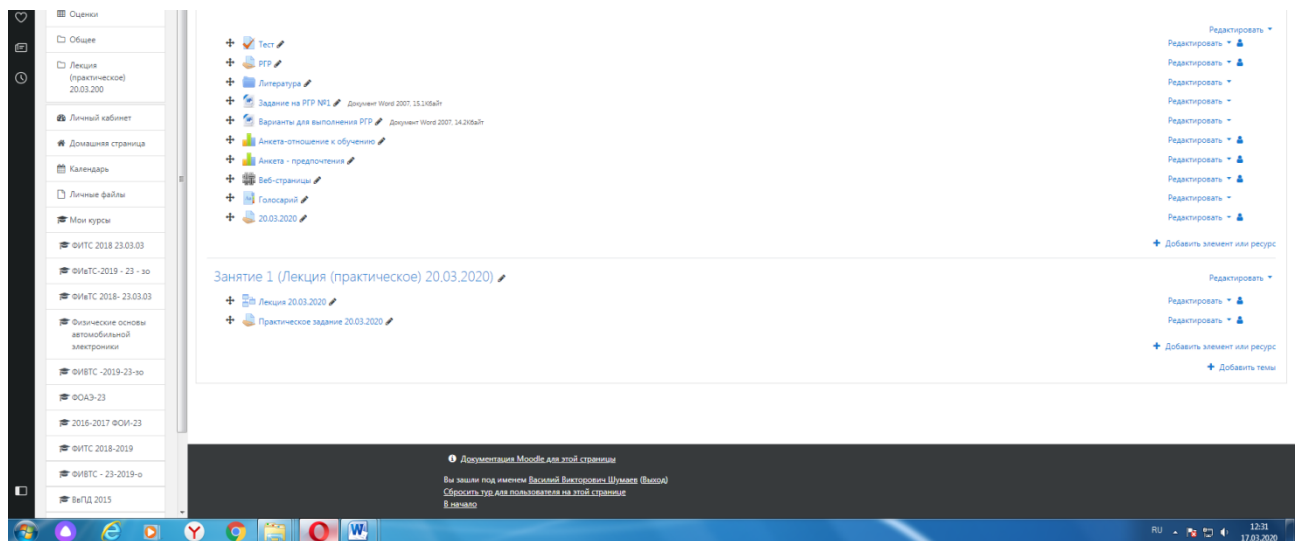 Оценки
Общее
Лекция
(практическое)
20.03.200
Личный кабинет
Домашняя страница
Календарь
Личные файлы
Мои курсы
ФИТС 2018 23.03.03
ФИвТС-2019 - 23 - зо
ФИвТС 2018- 23.03.03
Физические основы
автомобильной
электроники
ФИВТС -2019-23-зо
ФОАЭ-23
2016-2017 ФОИ-23
ФИТС 2018-2019
ФИВТС - 23-2019-о
ВвПД 2015
Редактировать
Тест Редактировать
РГР Редактировать
Литература Редактировать
Задание на РГР №1 Документ Word 2007, 15.1Кбайт Редактировать
Варианты для выполнения РГР Документ Word 2007, 14.2Кбайт Редактировать
Анкета-отношение к обучению Редактировать
Анкета - предпочтения Редактировать
Веб-страницы Редактировать
Голосарий Редактировать
20.03.2020 Редактировать
Добавить элемент или ресурс
Занятие 1 (Лекция (практическое) 20.03.2020) Редактировать
Лекция 20.03.2020 Редактировать
Практическое задание 20.03.2020 Редактировать
Добавить элемент или ресурс
Добавить темы
Документация Moodle для этой страницы
Вы зашли под именем Василий Викторович Шумаев (Выход)
Сбросить тур для пользователя на этой странице
В начало
RU 12:31
17.03.2020